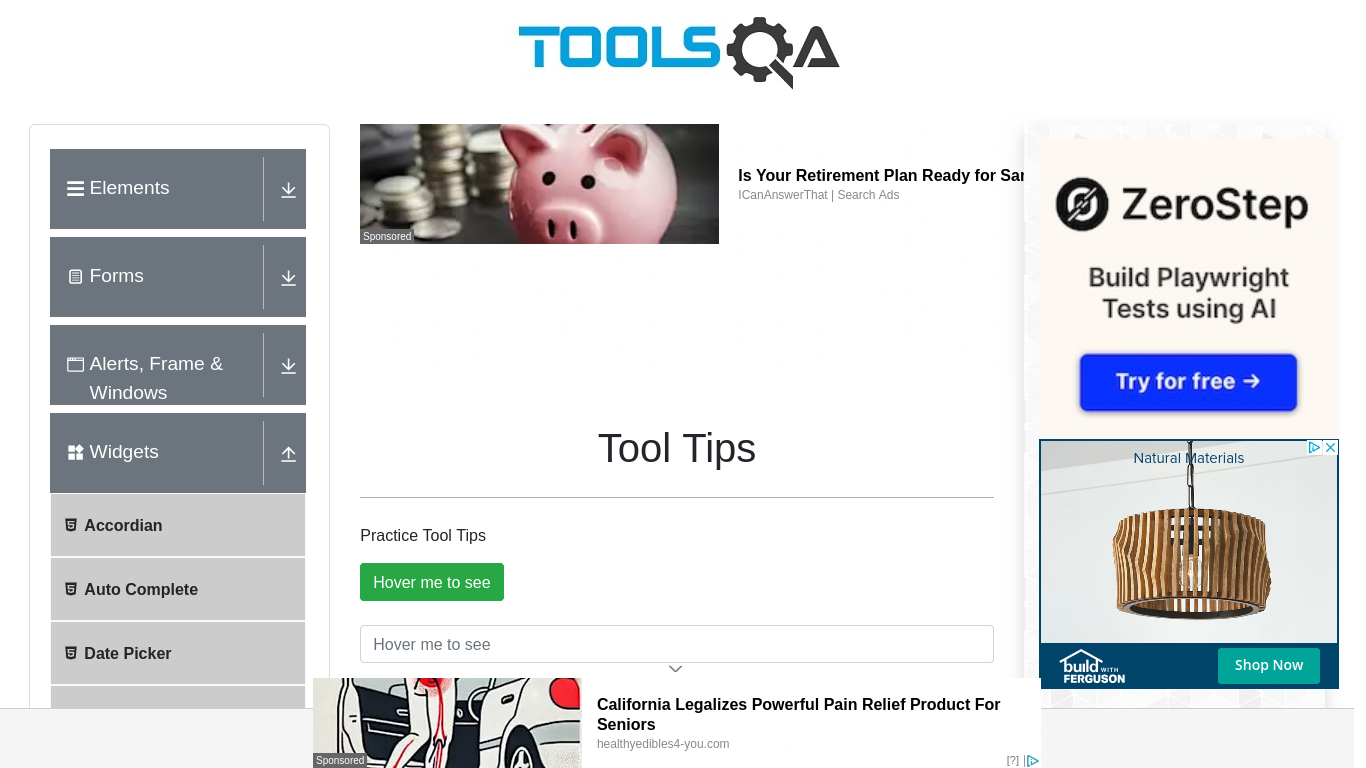 TOOLSQA
Elements
Forms
Alerts, Frame &
Windows
Widgets
Accordian
Auto Complete
Date Picker
Sponsored
Is Your Retirement Plan Ready for Sar
ICanAnswerThat | Search Ads
Tool Tips
Practice Tool Tips
Hover me to see
Hover me to see
ZeroStep
Build Playwright
Tests using AI
Try for free →
Natural Materials
build WITH
FERGUSON
Shop Now
Sponsored
California Legalizes Powerful Pain Relief Product For
Seniors
healthyedibles4-you.com
[?] |